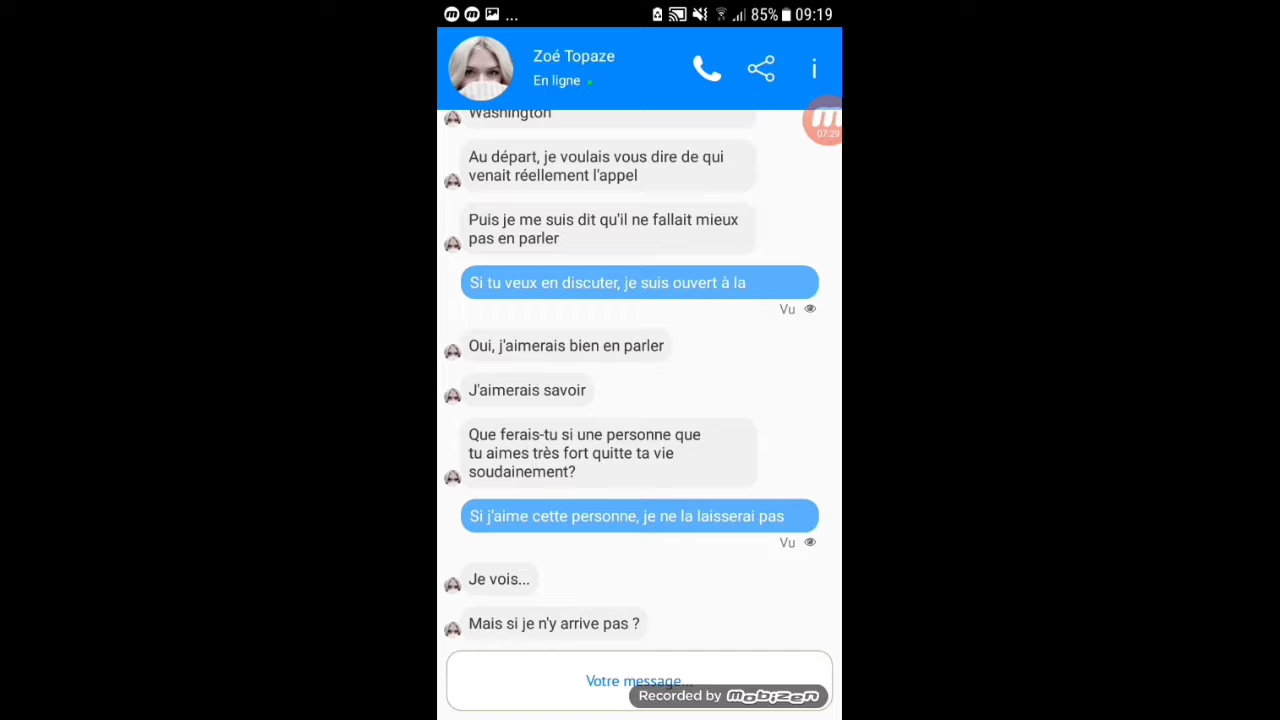 ... 85% 09:19
Zoé Topaze
En ligne
Washington
07:29
Au départ, je voulais vous dire de qui
venait réellement l'appel
Puis je me suis dit qu'il ne fallait mieux
pas en parler
Si tu veux en discuter, je suis ouvert à la
Vu
Oui, j'aimerais bien en parler
J'aimerais savoir
Que ferais-tu si une personne que
tu aimes très fort quitte ta vie
soudainement?
Si j'aime cette personne, je ne la laisserai pas
Vu
Je vois...
Mais si je n'y arrive pas ?
Votre message...
Recorded by mobizen